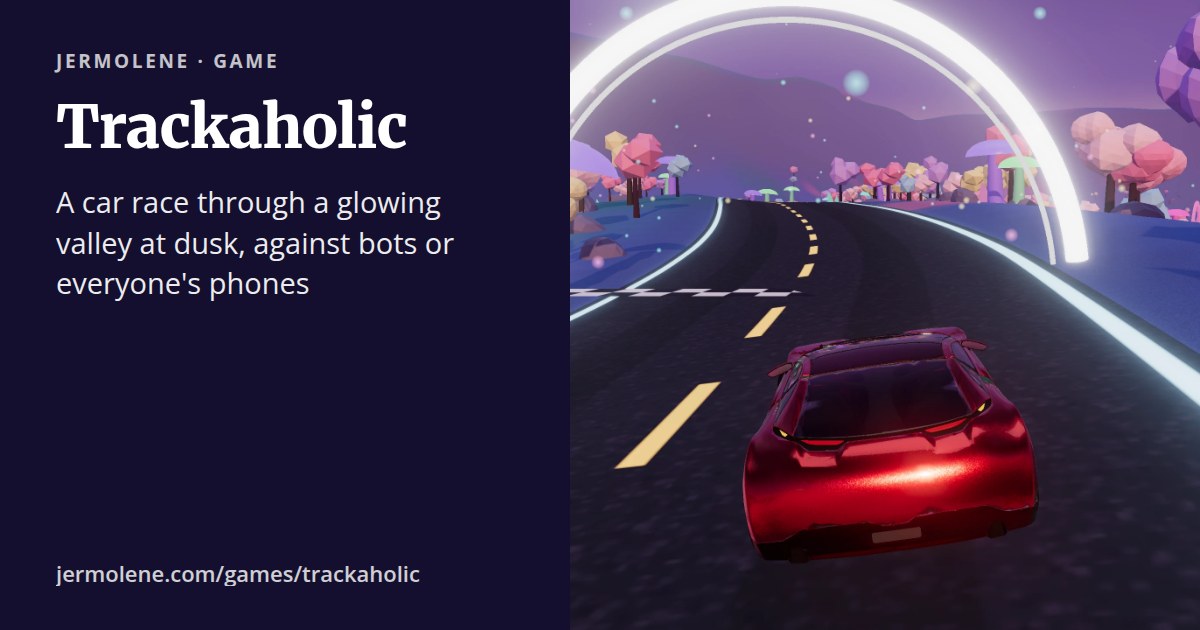 JERMOLENE · GAME
Trackaholic
A car race through a glowing
valley at dusk, against bots or
everyone's phones
jermolene.com/games/trackaholic